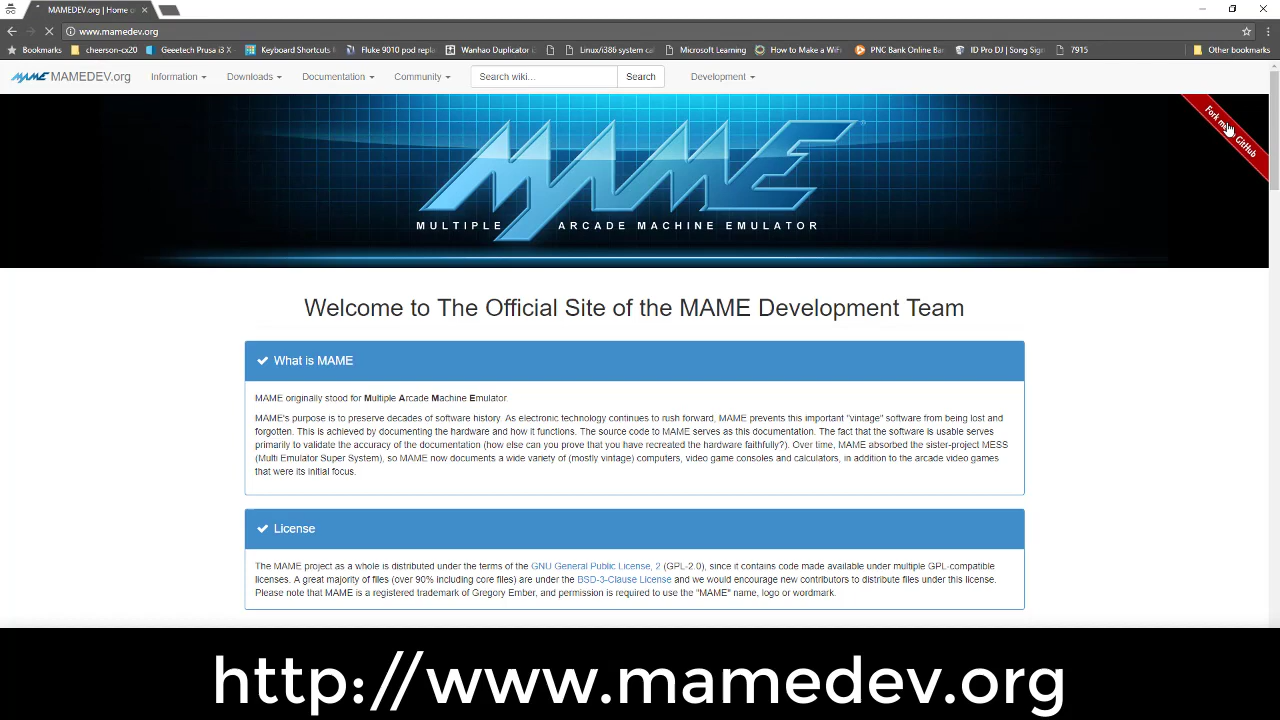 MAMEDEV.org | Home o
www.mamedev.org
Bookmarks cheerson-cx20 Geeetech Prusa i3 X Keyboard Shortcuts Fluke 9010 pod repla Wanhao Duplicator i Linux/i386 system cal Microsoft Learning How to Make a WiF PNC Bank Online Ban ID Pro DJ | Song Sign 7915 Other bookmarks
MAME MAMEDEV.org Information Downloads Documentation Community Search wiki... Search Development
Fork me GitHub
MAME
MULTIPLE ARCADE MACHINE EMULATOR
Welcome to The Official Site of the MAME Development Team
What is MAME
MAME originally stood for Multiple Arcade Machine Emulator.
MAME's purpose is to preserve decades of software history. As electronic technology continues to rush forward, MAME prevents this important "vintage" software from being lost and
forgotten. This is achieved by documenting the hardware and how it functions. The source code to MAME serves as this documentation. The fact that the software is usable serves
primarily to validate the accuracy of the documentation (how else can you prove that you have recreated the hardware faithfully?). Over time, MAME absorbed the sister-project MESS
(Multi Emulator Super System), so MAME now documents a wide variety of (mostly vintage) computers, video game consoles and calculators, in addition to the arcade video games
that were its initial focus.
License
The MAME project as a whole is distributed under the terms of the GNU General Public License, 2 (GPL-2.0), since it contains code made available under multiple GPL-compatible
licenses. A great majority of files (over 90% including core files) are under the BSD-3-Clause License and we would encourage new contributors to distribute files under this license.
Please note that MAME is a registered trademark of Gregory Ember, and permission is required to use the "MAME" name, logo or wordmark.
http://www.mamedev.org